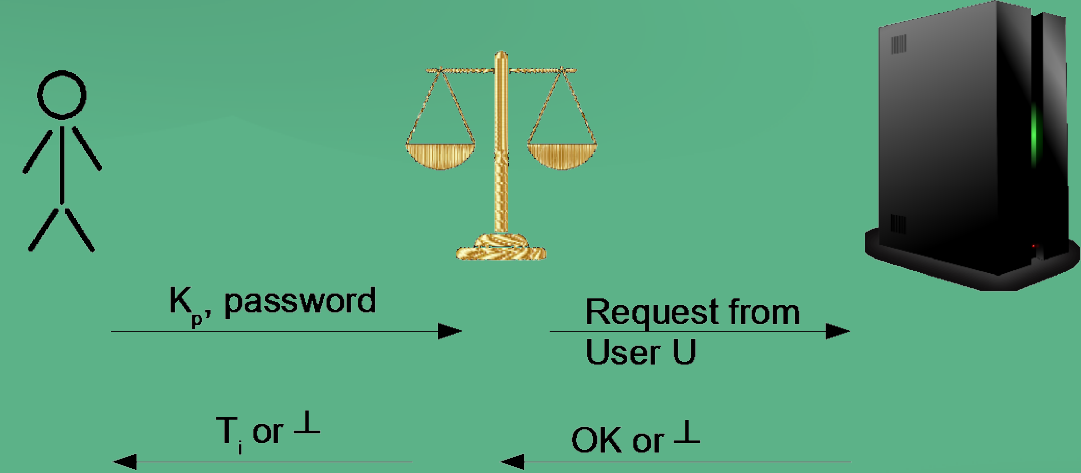 Kp, password
Request from
User U
Ti or ⊥
OK or ⊥